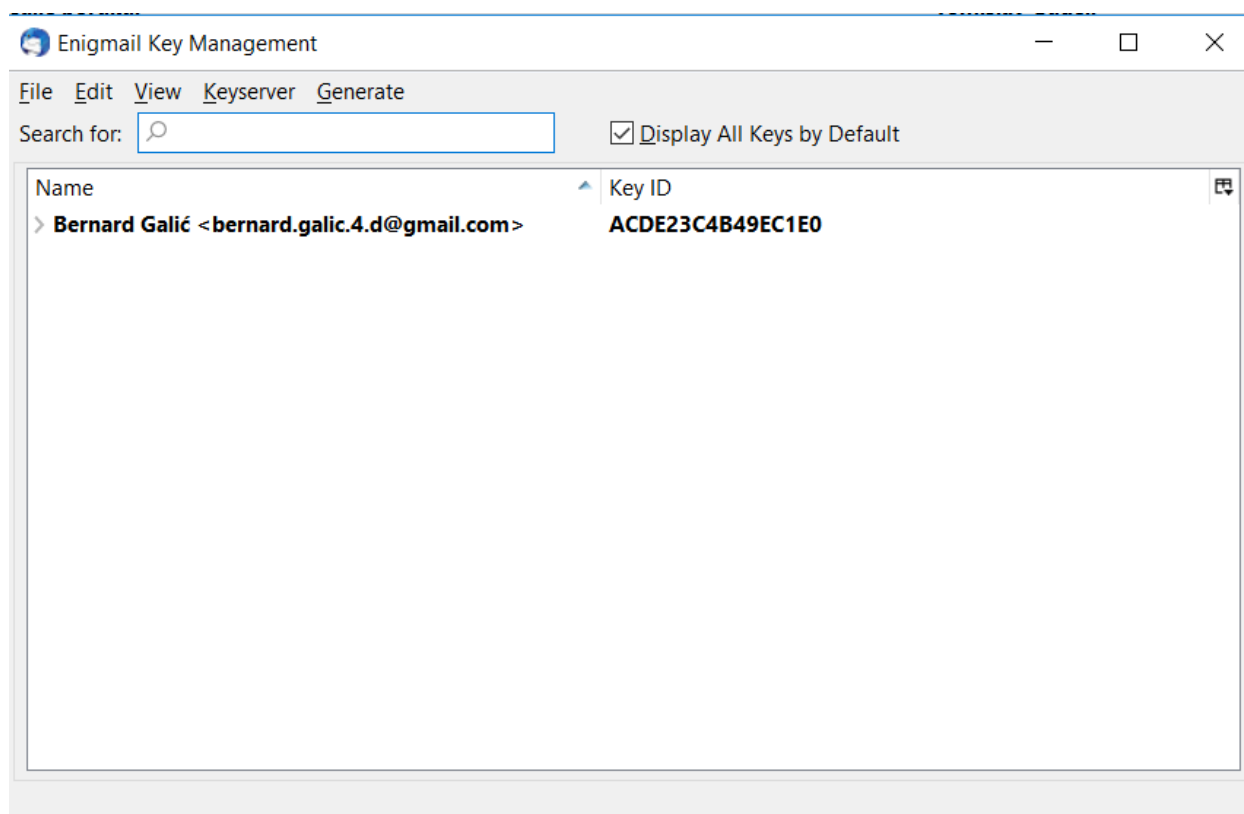 Enigmail Key Management
File Edit View Keyserver Generate
Search for: Display All Keys by Default
Name Key ID
Bernard Galić <bernard.galic.4.d@gmail.com> ACDE23C4B49EC1E0